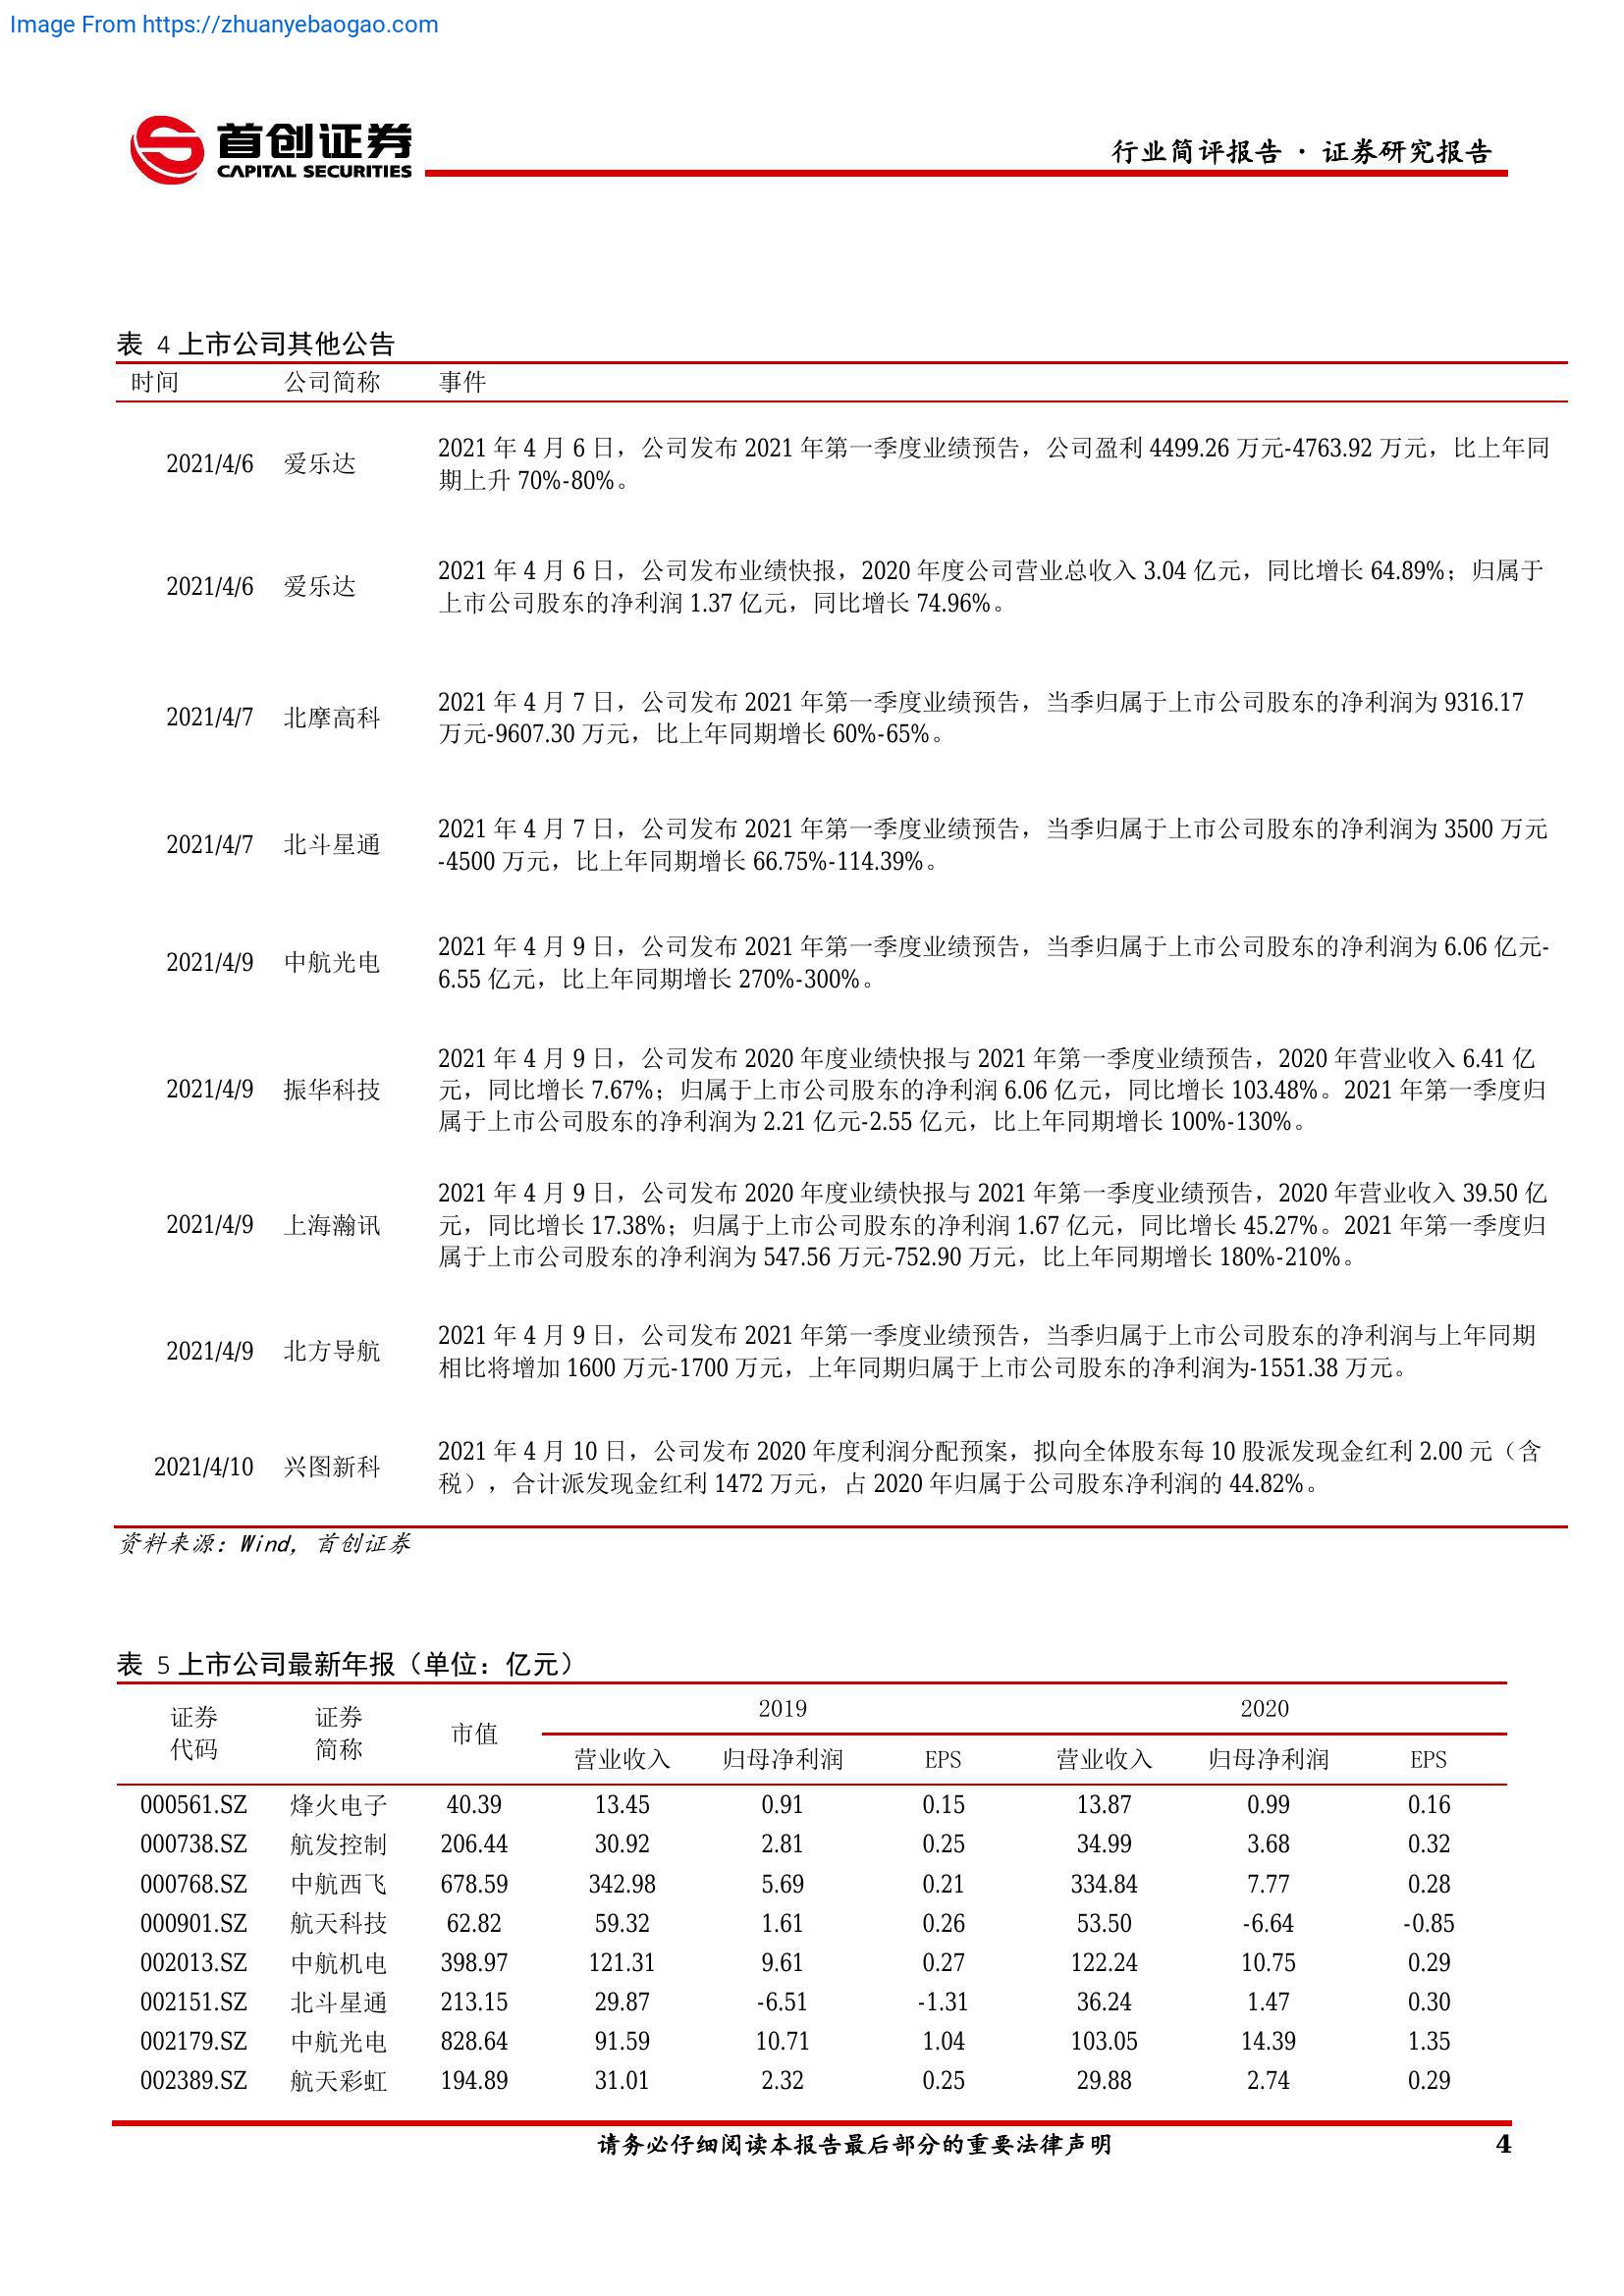 Image From https://zhuanyebaogao.com
首创证券
CAPITAL SECURITIES
行业简评报告 · 证券研究报告
表 4 上市公司其他公告
时间 公司简称 事件
2021/4/6 爱乐达 2021 年 4 月 6 日，公司发布 2021 年第一季度业绩预告，公司盈利 4499.26 万元-4763.92 万元，比上年同
期上升 70%-80%。
2021/4/6 爱乐达 2021 年 4 月 6 日，公司发布业绩快报，2020 年度公司营业总收入 3.04 亿元，同比增长 64.89%；归属于
上市公司股东的净利润 1.37 亿元，同比增长 74.96%。
2021/4/7 北摩高科 2021 年 4 月 7 日，公司发布 2021 年第一季度业绩预告，当季归属于上市公司股东的净利润为 9316.17
万元-9607.30 万元，比上年同期增长 60%-65%。
2021/4/7 北斗星通 2021 年 4 月 7 日，公司发布 2021 年第一季度业绩预告，当季归属于上市公司股东的净利润为 3500 万元
-4500 万元，比上年同期增长 66.75%-114.39%。
2021/4/9 中航光电 2021 年 4 月 9 日，公司发布 2021 年第一季度业绩预告，当季归属于上市公司股东的净利润为 6.06 亿元-
6.55 亿元，比上年同期增长 270%-300%。
2021 年 4 月 9 日，公司发布 2020 年度业绩快报与 2021 年第一季度业绩预告，2020 年营业收入 6.41 亿
2021/4/9 振华科技 元，同比增长 7.67%；归属于上市公司股东的净利润 6.06 亿元，同比增长 103.48%。2021 年第一季度归
属于上市公司股东的净利润为 2.21 亿元-2.55 亿元，比上年同期增长 100%-130%。
2021 年 4 月 9 日，公司发布 2020 年度业绩快报与 2021 年第一季度业绩预告，2020 年营业收入 39.50 亿
2021/4/9 上海瀚讯 元，同比增长 17.38%；归属于上市公司股东的净利润 1.67 亿元，同比增长 45.27%。2021 年第一季度归
属于上市公司股东的净利润为 547.56 万元-752.90 万元，比上年同期增长 180%-210%。
2021/4/9 北方导航 2021 年 4 月 9 日，公司发布 2021 年第一季度业绩预告，当季归属于上市公司股东的净利润与上年同期
相比将增加 1600 万元-1700 万元，上年同期归属于上市公司股东的净利润为-1551.38 万元。
2021/4/10 兴图新科 2021 年 4 月 10 日，公司发布 2020 年度利润分配预案，拟向全体股东每 10 股派发现金红利 2.00 元（含
税），合计派发现金红利 1472 万元，占 2020 年归属于公司股东净利润的 44.82%。
资料来源：Wind，首创证券
表 5 上市公司最新年报（单位：亿元）
证券代码 证券简称 市值 2019 2020
营业收入 归母净利润 EPS 营业收入 归母净利润 EPS
000561.SZ 烽火电子 40.39 13.45 0.91 0.15 13.87 0.99 0.16
000738.SZ 航发控制 206.44 30.92 2.81 0.25 34.99 3.68 0.32
000768.SZ 中航西飞 678.59 342.98 5.69 0.21 334.84 7.77 0.28
000901.SZ 航天科技 62.82 59.32 1.61 0.26 53.50 -6.64 -0.85
002013.SZ 中航机电 398.97 121.31 9.61 0.27 122.24 10.75 0.29
002151.SZ 北斗星通 213.15 29.87 -6.51 -1.31 36.24 1.47 0.30
002179.SZ 中航光电 828.64 91.59 10.71 1.04 103.05 14.39 1.35
002389.SZ 航天彩虹 194.89 31.01 2.32 0.25 29.88 2.74 0.29
请务必仔细阅读本报告最后部分的重要法律声明 4